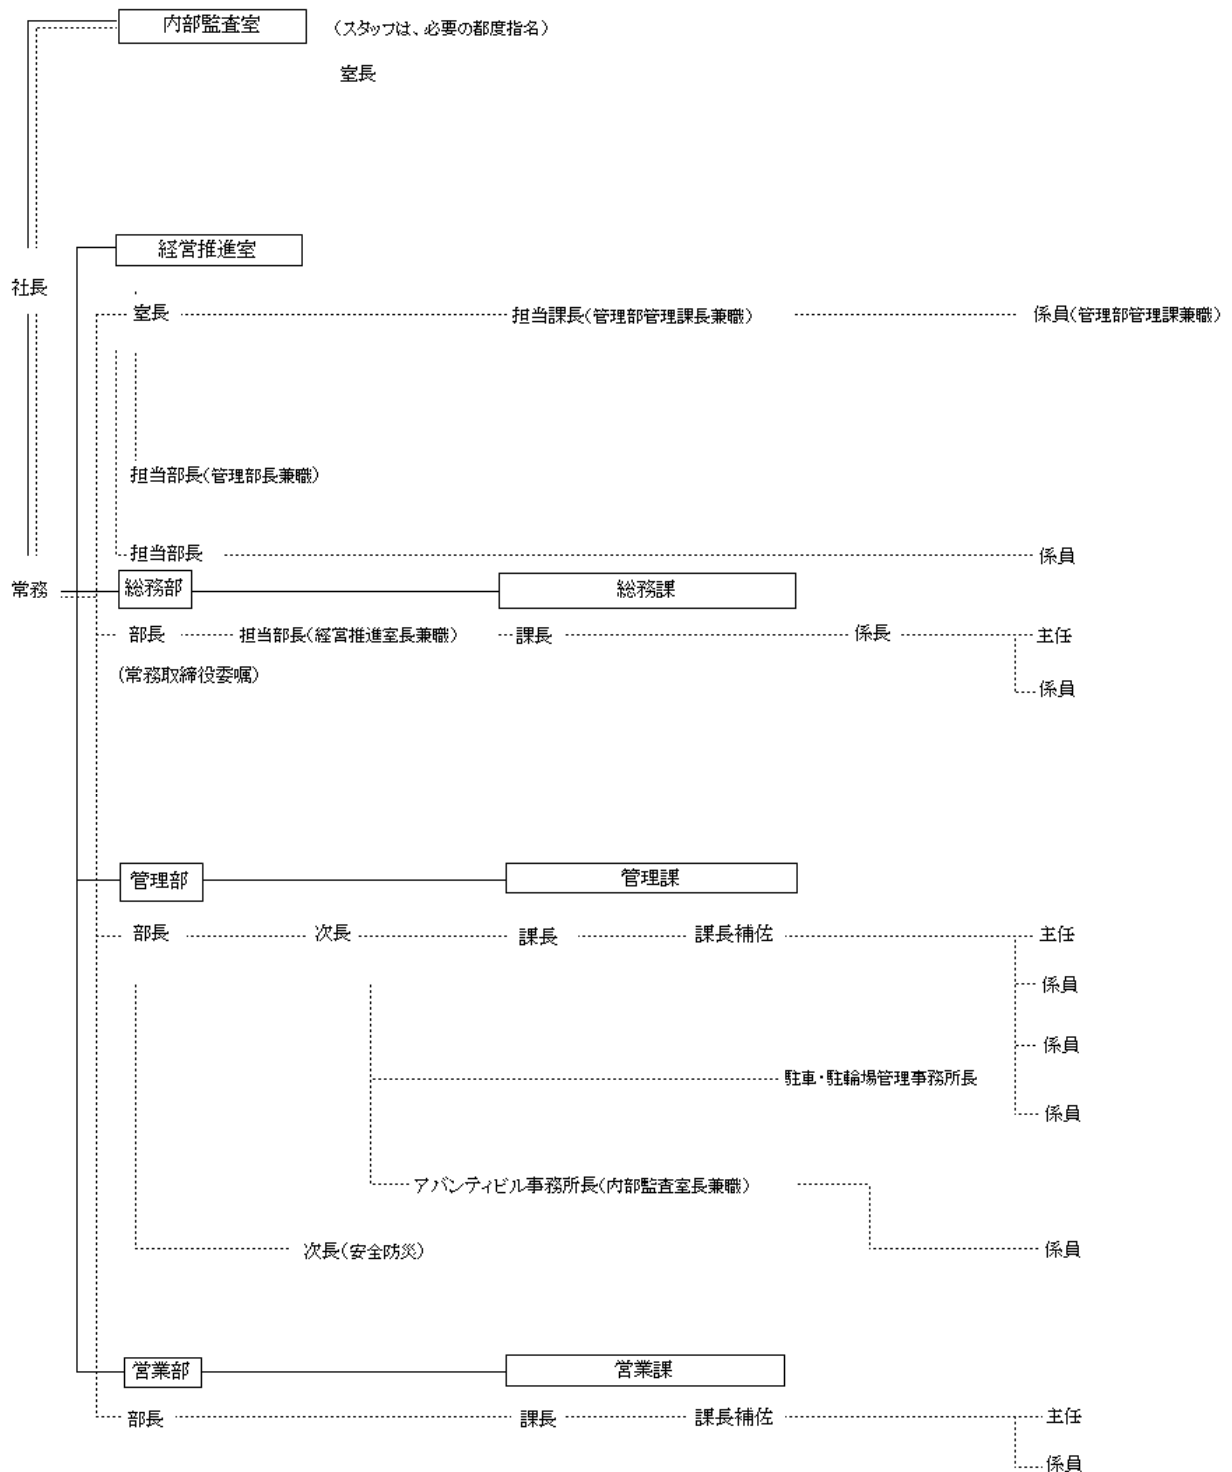 内部監査室 (スタッフは、必要の都度指名)
室長
経営推進室
社長
室長 担当課長(管理部管理課長兼職) 係員(管理部管理課兼職)
担当部長(管理部長兼職)
担当部長 係員
常務 総務部 総務課
部長 担当部長(経営推進室長兼職) 課長 係長 主任
(常務取締役委嘱)
係員
管理部 管理課
部長 次長 課長 課長補佐 主任
係員
係員
駐車・駐輪場管理事務所長
係員
アバンティビル事務所長(内部監査室長兼職)
次長(安全防災) 係員
営業部 営業課
部長 課長 課長補佐 主任
係員